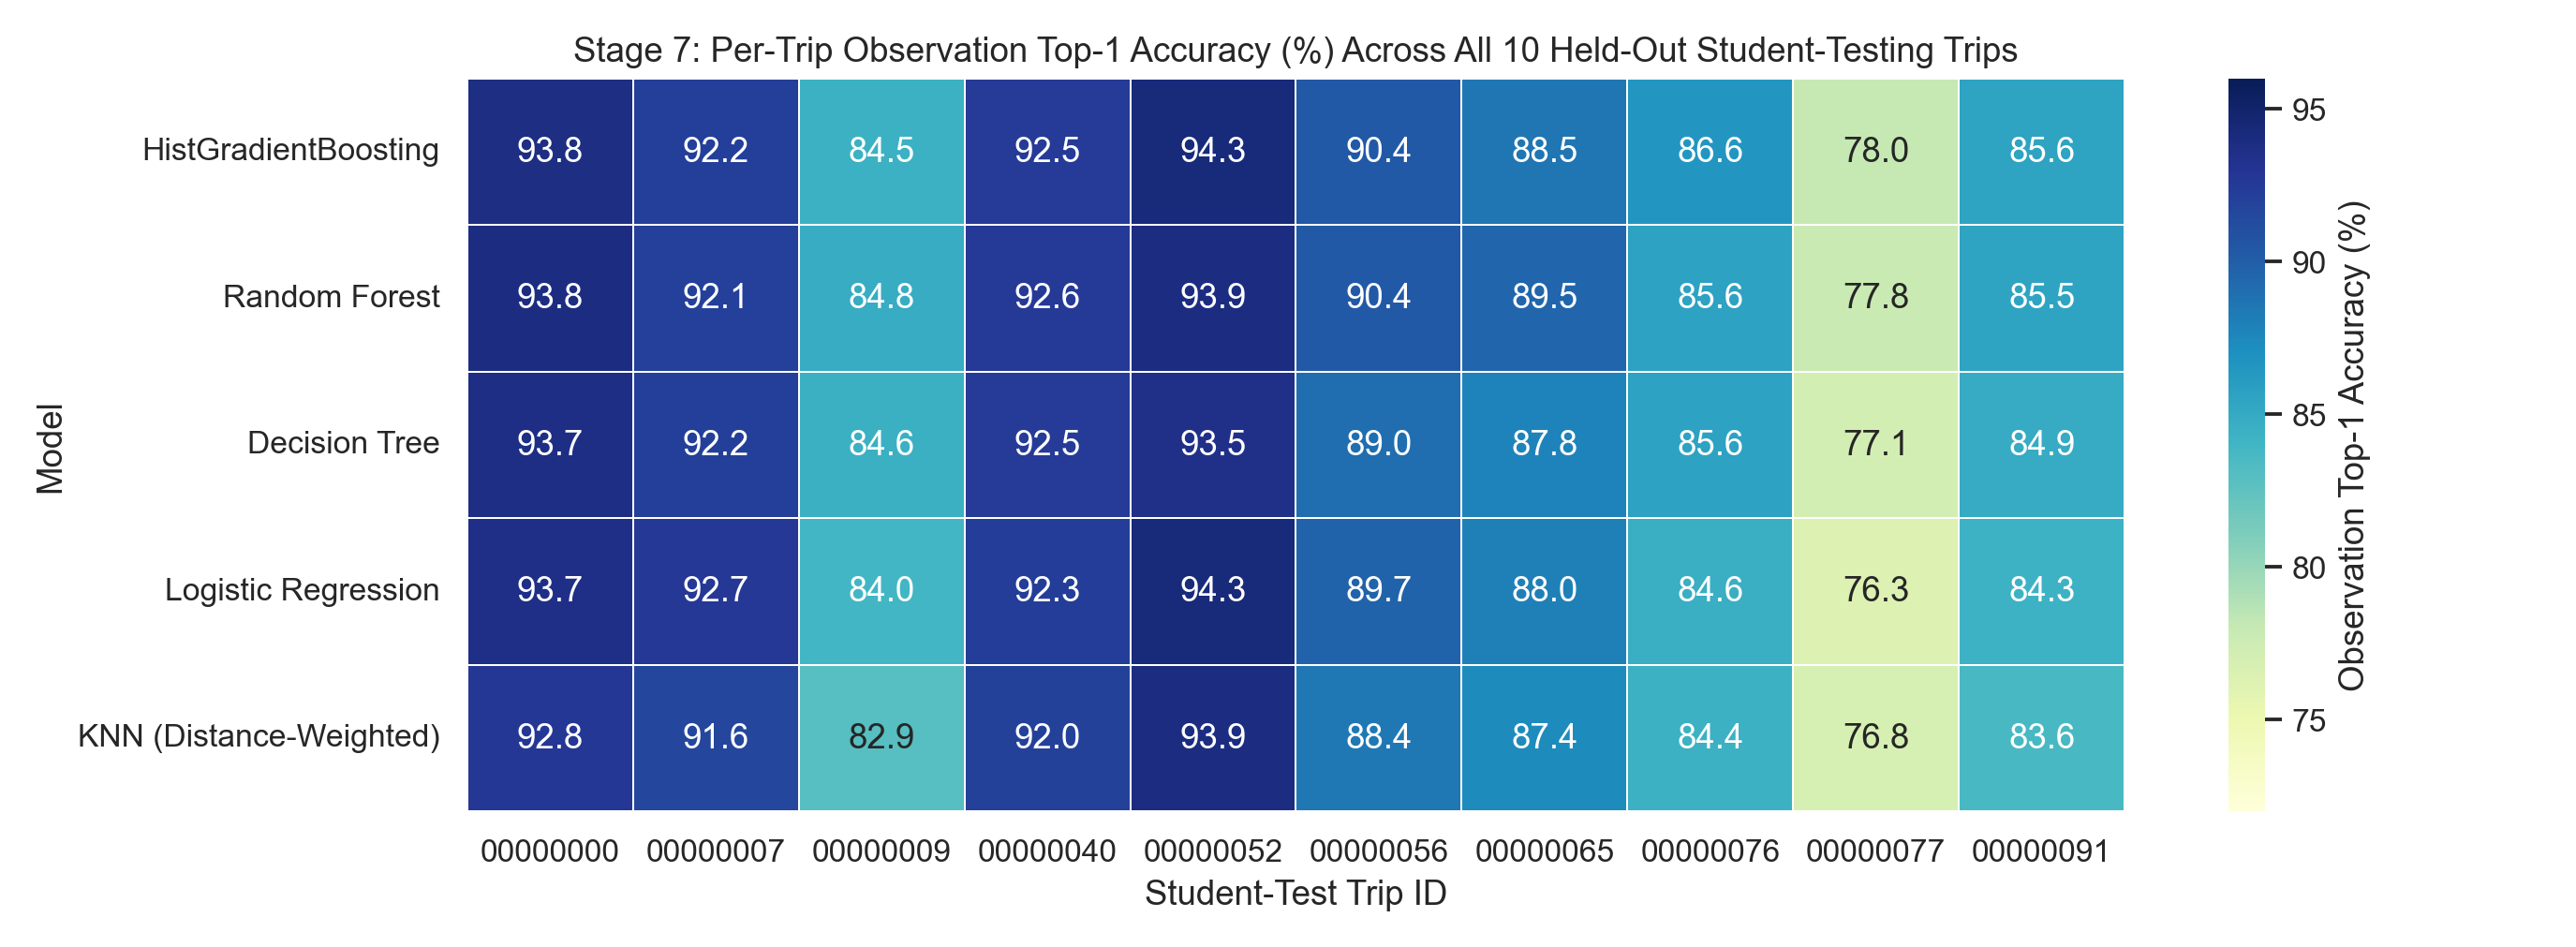 Stage 7: Per-Trip Observation Top-1 Accuracy (%) Across All 10 Held-Out Student-Testing Trips
Model
HistGradientBoosting 93.8 92.2 84.5 92.5 94.3 90.4 88.5 86.6 78.0 85.6
Random Forest 93.8 92.1 84.8 92.6 93.9 90.4 89.5 85.6 77.8 85.5
Decision Tree 93.7 92.2 84.6 92.5 93.5 89.0 87.8 85.6 77.1 84.9
Logistic Regression 93.7 92.7 84.0 92.3 94.3 89.7 88.0 84.6 76.3 84.3
KNN (Distance-Weighted) 92.8 91.6 82.9 92.0 93.9 88.4 87.4 84.4 76.8 83.6
00000000 00000007 00000009 00000040 00000052 00000056 00000065 00000076 00000077 00000091
Student-Test Trip ID
95
90
85
80
75
Observation Top-1 Accuracy (%)